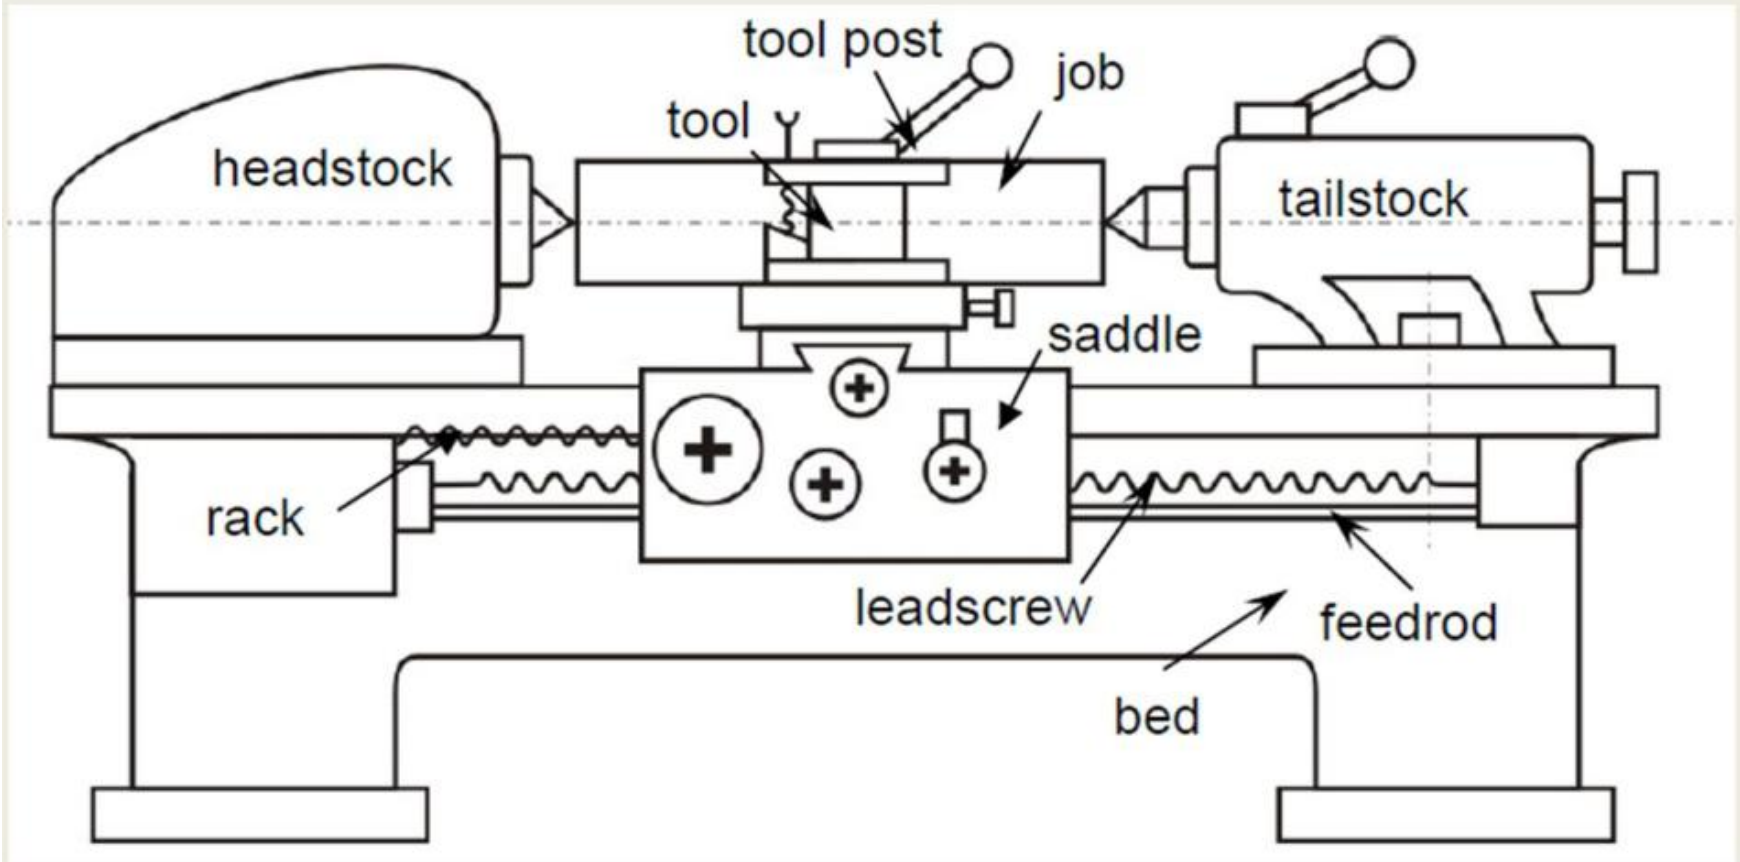 tool post
job
tool
headstock
tailstock
saddle
rack
leadscrew
feedrod
bed